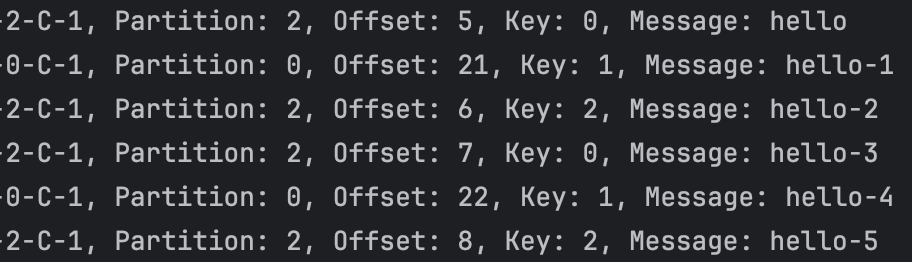 -2-C-1, Partition: 2, Offset: 5, Key: 0, Message: hello
-0-C-1, Partition: 0, Offset: 21, Key: 1, Message: hello-1
-2-C-1, Partition: 2, Offset: 6, Key: 2, Message: hello-2
-2-C-1, Partition: 2, Offset: 7, Key: 0, Message: hello-3
-0-C-1, Partition: 0, Offset: 22, Key: 1, Message: hello-4
-2-C-1, Partition: 2, Offset: 8, Key: 2, Message: hello-5